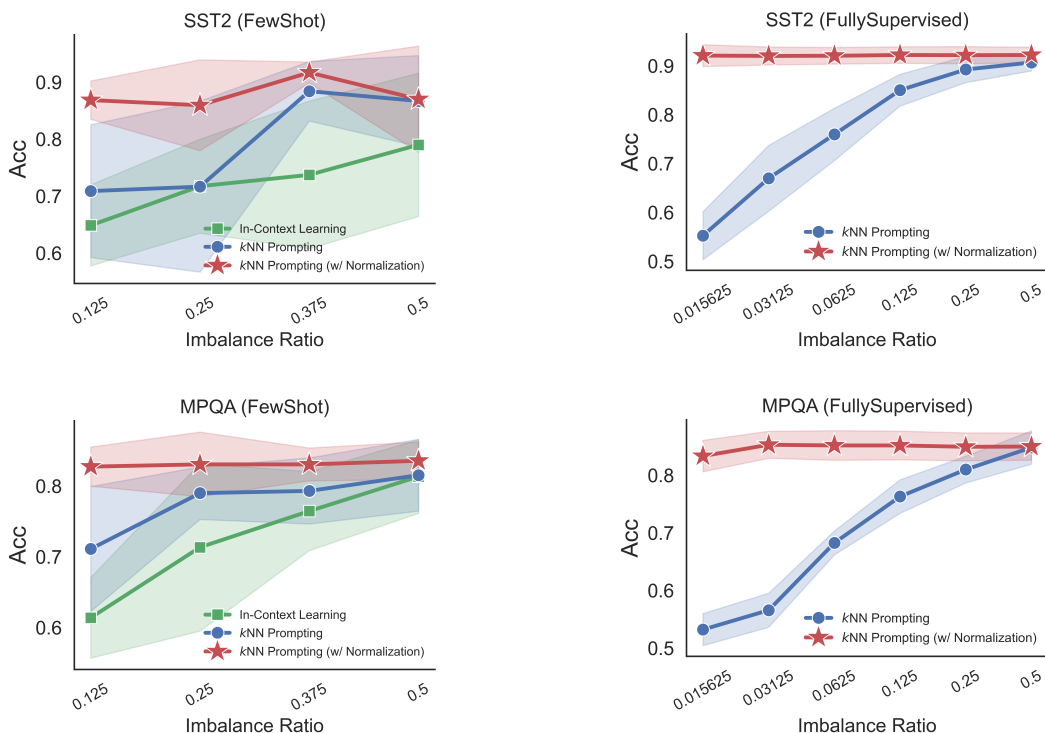 SST2 (FewShot)
Acc
0.9
0.8
0.7
0.6
In-Context Learning
kNN Prompting
kNN Prompting (w/ Normalization)
0.125
0.25
0.375
0.5
Imbalance Ratio
SST2 (FullySupervised)
Acc
0.9
0.8
0.7
0.6
0.5
kNN Prompting
kNN Prompting (w/ Normalization)
0.015625
0.03125
0.0625
0.125
0.25
0.5
Imbalance Ratio
MPQA (FewShot)
Acc
0.8
0.7
0.6
In-Context Learning
kNN Prompting
kNN Prompting (w/ Normalization)
0.125
0.25
0.375
0.5
Imbalance Ratio
MPQA (FullySupervised)
Acc
0.8
0.7
0.6
0.5
kNN Prompting
kNN Prompting (w/ Normalization)
0.015625
0.03125
0.0625
0.125
0.25
0.5
Imbalance Ratio